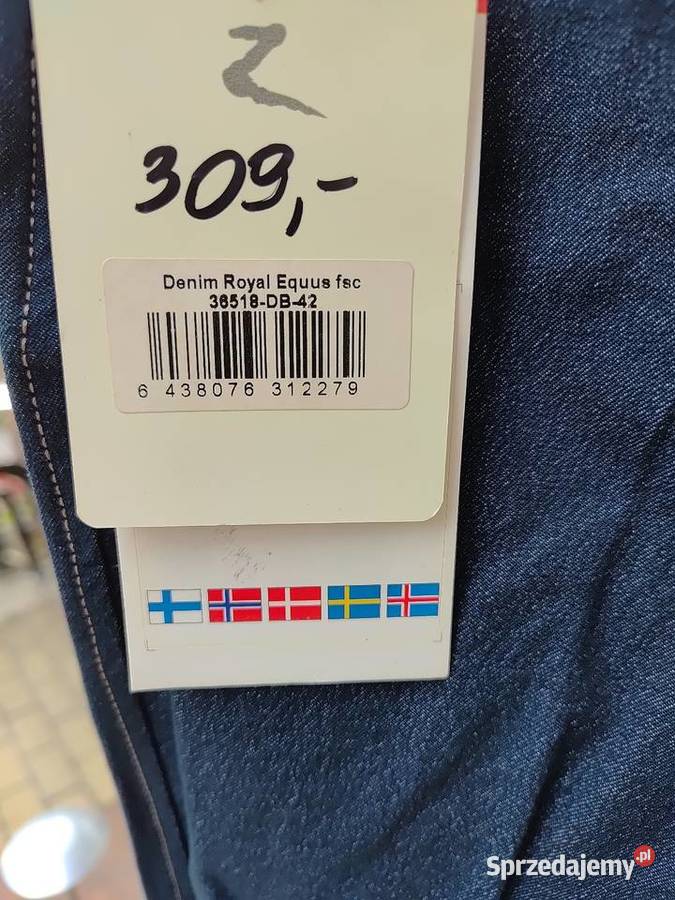 309,-
Denim Royal Equus fsc
36518-DB-42
6 438076 312279
Sprzedajemy.pl